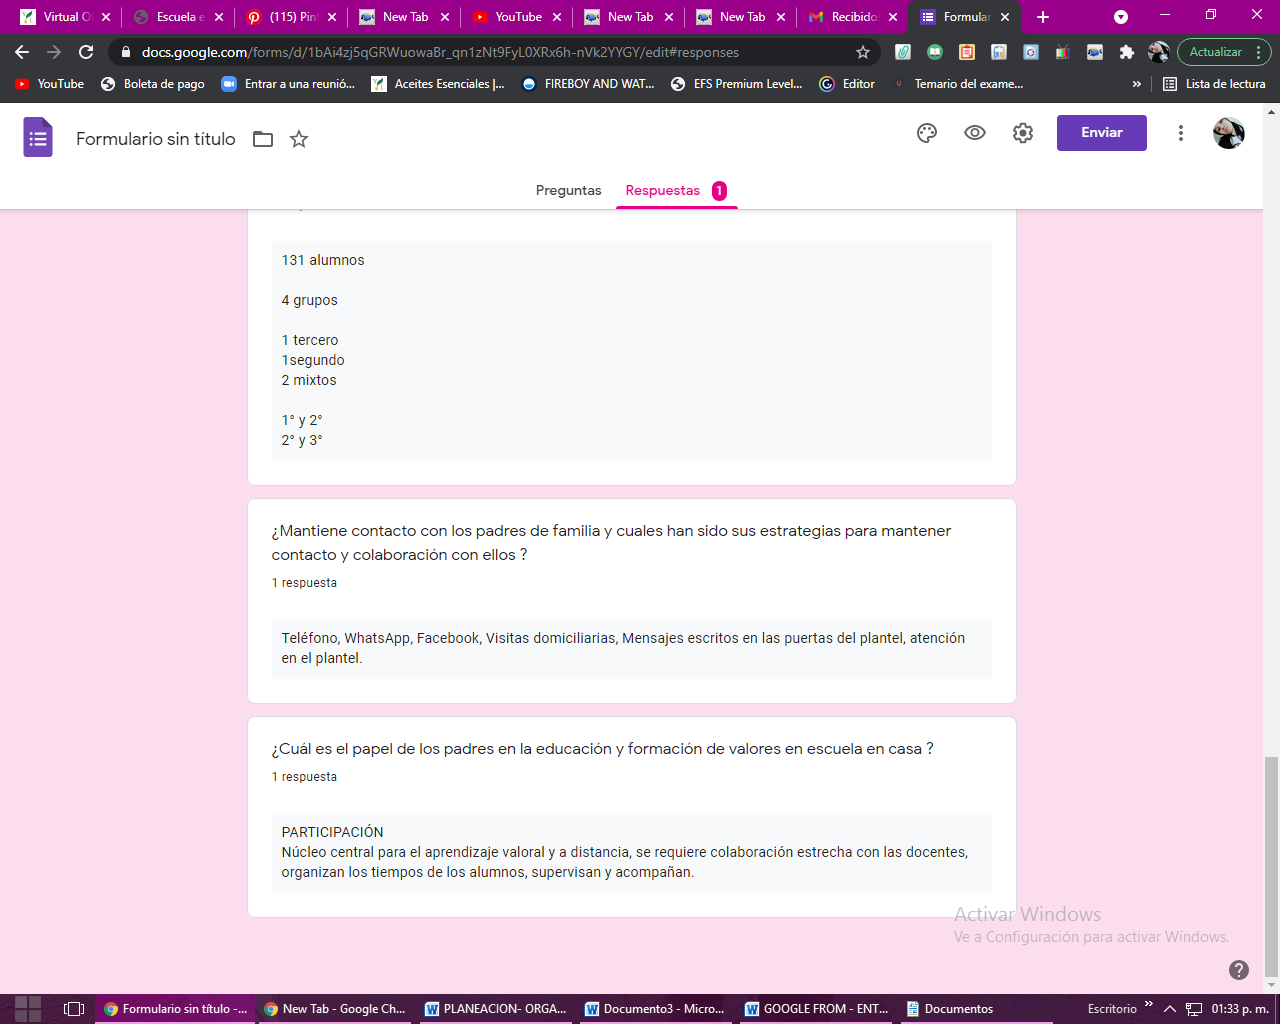 Virtual O
Escuela e
(115) Pin
New Tab
YouTube
New Tab
New Tab
Recibido
Formular
docs.google.com/forms/d/1bAi4zj5qGRWuowaBr_qn1zNt9FyL0XRx6h-nVk2YYGY/edit#responses
Actualizar
YouTube
Boleta de pago
Entrar a una reunió...
Aceites Esenciales |...
FIREBOY AND WAT...
EFS Premium Level...
Editor
Temario del exame...
»
Lista de lectura
Formulario sin título
Enviar
Preguntas
Respuestas 1
131 alumnos
4 grupos
1 tercero
1segundo
2 mixtos
1° y 2°
2° y 3°
¿Mantiene contacto con los padres de familia y cuales han sido sus estrategias para mantener
contacto y colaboración con ellos ?
1 respuesta
Teléfono, WhatsApp, Facebook, Visitas domiciliarias, Mensajes escritos en las puertas del plantel, atención
en el plantel.
¿Cuál es el papel de los padres en la educación y formación de valores en escuela en casa ?
1 respuesta
PARTICIPACIÓN
Núcleo central para el aprendizaje valoral y a distancia, se requiere colaboración estrecha con las docentes,
organizan los tiempos de los alumnos, supervisan y acompañan.
Activar Windows
Ve a Configuración para activar Windows.
Formulario sin título -...
New Tab - Google Ch...
PLANEACION- ORGA...
Documento3 - Micro...
GOOGLE FROM - ENT...
Documentos
Escritorio
»
01:33 p. m.